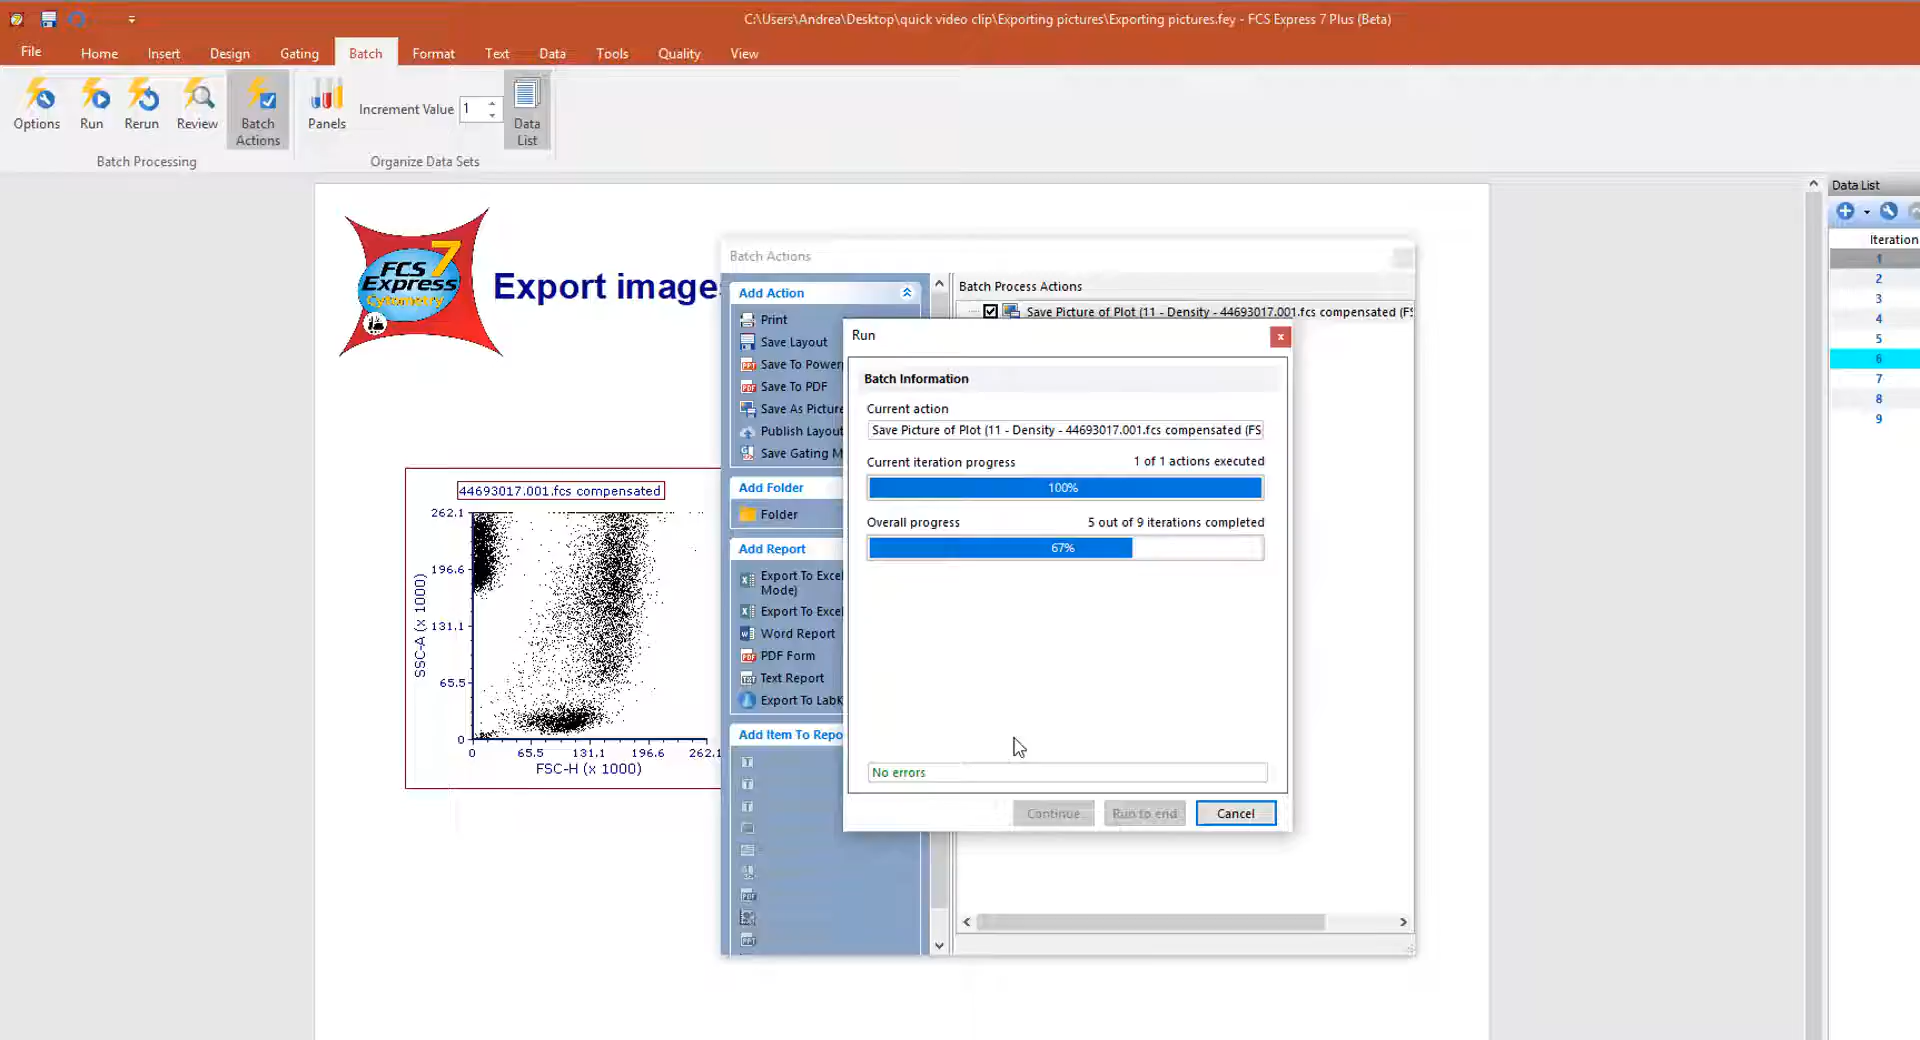 C:\Users\Andrea\Desktop\quick video clip\Exporting pictures\Exporting pictures.fey - FCS Express 7 Plus (Beta)
File Home Insert Design Gating Batch Format Text Data Tools Quality View
Options Run Rerun Review Batch Actions Panels Increment Value 1 Data List
Batch Processing Organize Data Sets
Data List
Iteration
1
2
3
4
5
6
7
8
9
FCS 7
Express
Cytometry
Export images
44693017.001.fcs compensated
262.1
196.6
131.1
65.5
0
SSC-A (x 1000)
0 65.5 131.1 196.6 262.1
FSC-H (x 1000)
Batch Actions
Add Action
Print
Save Layout
Save To Power
Save To PDF
Save As Picture
Publish Layout
Save Gating M
Add Folder
Folder
Add Report
Export To Excel
Mode)
Export To Exce
Word Report
PDF Form
Text Report
Export To LabK
Add Item To Repo
Batch Process Actions
Save Picture of Plot (11 - Density - 44693017.001.fcs compensated (FS
Run
Batch Information
Current action
Save Picture of Plot (11 - Density - 44693017.001.fcs compensated (FS
Current iteration progress 1 of 1 actions executed
100%
Overall progress 5 out of 9 iterations completed
67%
No errors
Continue Run to end Cancel